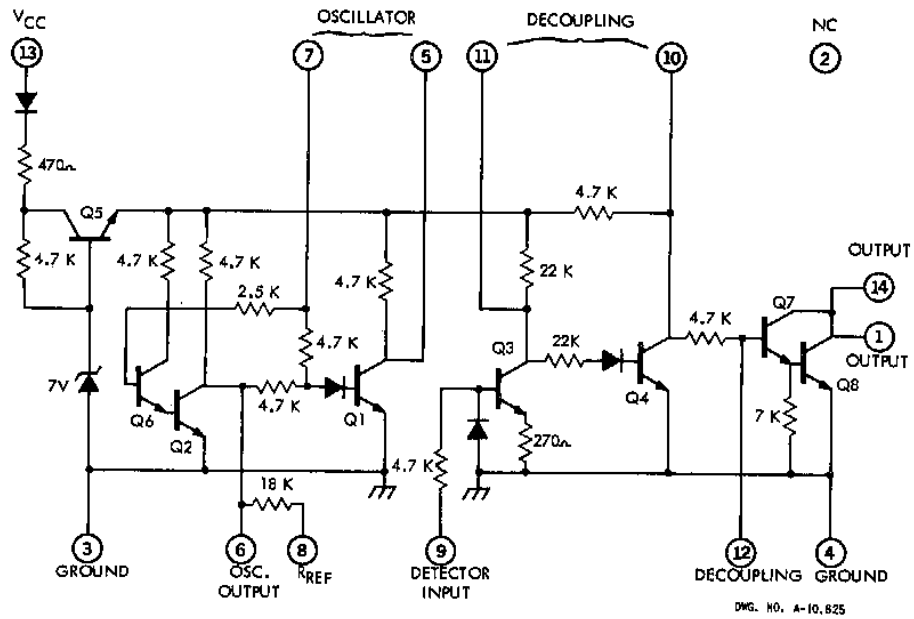 VCC
13
OSCILLATOR
7
5
DECOUPLING
11
10
NC
2
470Ω
Q5
4.7 K
4.7 K
4.7 K
4.7 K
4.7 K
22 K
2.5 K
4.7 K
4.7 K
Q1
7V
Q6
Q2
Q3
22K
Q4
4.7 K
Q7
Q8
OUTPUT
14
1
OUTPUT
7 K
4.7 K
270Ω
18 K
3
GROUND
6
OSC.
OUTPUT
8
RREF
9
DETECTOR
INPUT
12
DECOUPLING
4
GROUND
DWG. NO. A-10,825